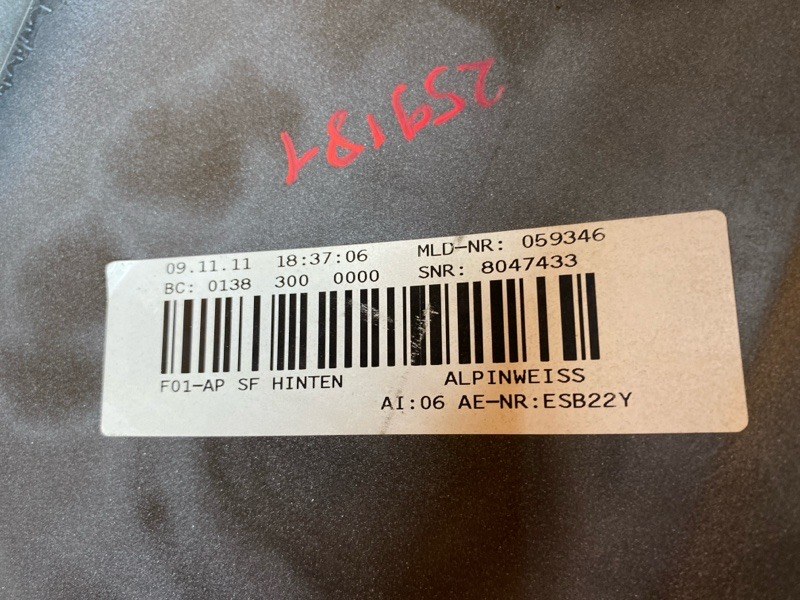 09.11.11 18:37:06 MLD-NR: 059346
BC: 0138 300 0000 SNR: 8047433
F01-AP SF HINTEN ALPINWEISS
AI:06 AE-NR:ESB22Y